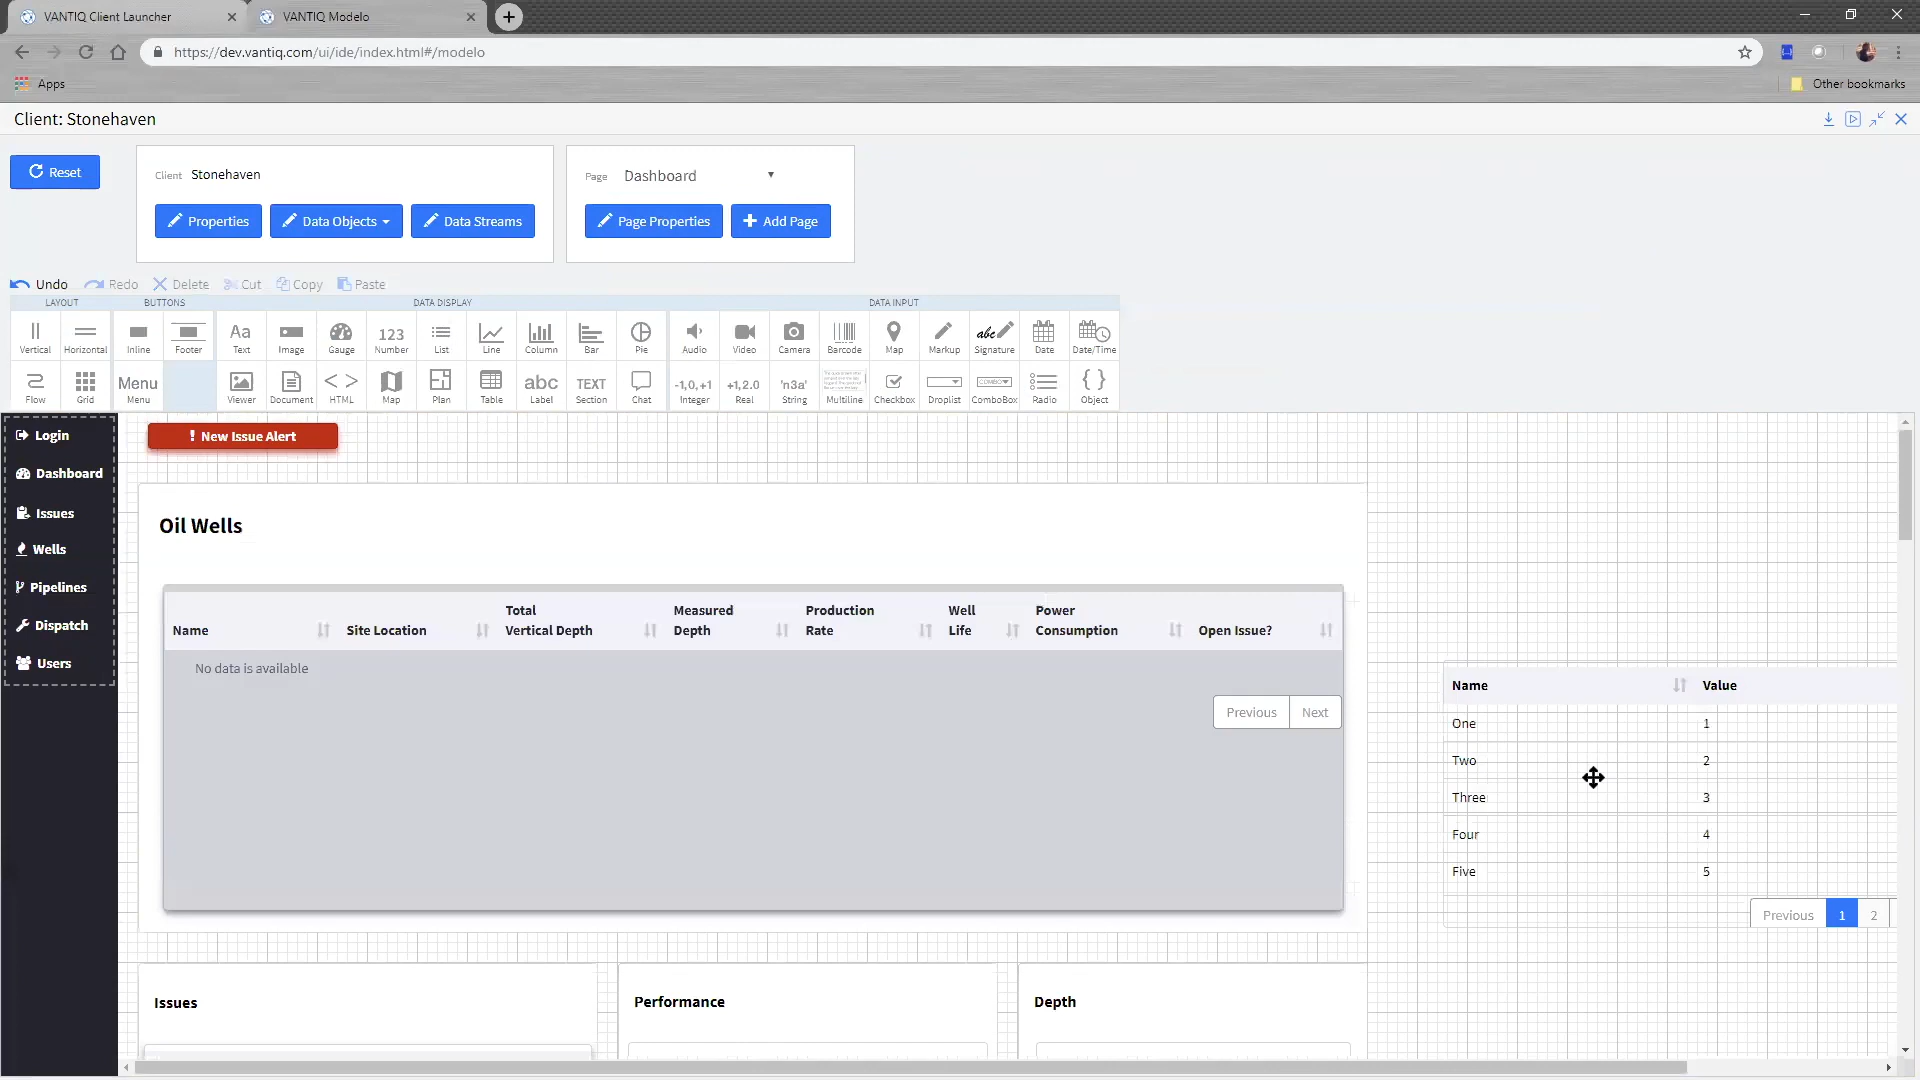 VANTIQ Client Launcher
VANTIQ Modelo
https://dev.vantiq.com/ui/ide/index.html#/modelo
Apps
Other bookmarks
Client: Stonehaven
Reset
Client Stonehaven
Page Dashboard
Properties Data Objects Data Streams
Page Properties Add Page
Undo Redo Delete Cut Copy Paste
LAYOUT BUTTONS DATA DISPLAY DATA INPUT
Aa 123 abc
Vertical Horizontal Inline Footer Text Image Gauge Number List Line Column Bar Pie Audio Video Camera Barcode Map Markup Signature Date Date/Time
Menu < > abc TEXT -1,0,+1 +1,2.0 'n3a' COMBO { }
Flow Grid Menu Viewer Document HTML Map Plan Table Label Section Chat Integer Real String Multiline Checkbox Droplist ComboBox Radio Object
Login
Dashboard
Issues
Wells
Pipelines
Dispatch
Users
! New Issue Alert
Oil Wells
Name Site Location Total Vertical Depth Measured Depth Production Rate Well Life Power Consumption Open Issue?
No data is available
Previous Next
Name Value
One 1
Two 2
Three 3
Four 4
Five 5
Previous 1 2
Issues
Performance
Depth